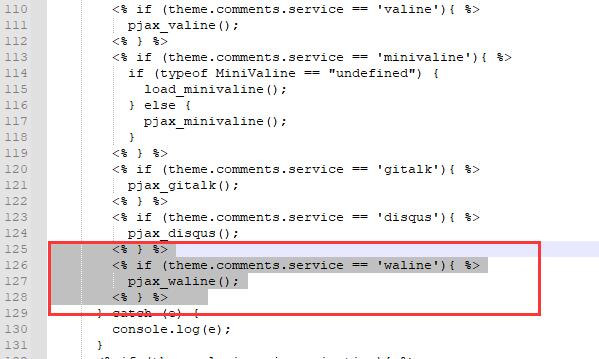 110 <% if (theme.comments.service == 'valine'){ %>
111 pjax_valine();
112 <% } %>
113 <% if (theme.comments.service == 'minivaline'){ %>
114 if (typeof MiniValine == "undefined") {
115 load_minivaline();
116 } else {
117 pjax_minivaline();
118 }
119 <% } %>
120 <% if (theme.comments.service == 'gitalk'){ %>
121 pjax_gitalk();
122 <% } %>
123 <% if (theme.comments.service == 'disqus'){ %>
124 pjax_disqus();
125 <% } %>
126 <% if (theme.comments.service == 'waline'){ %>
127 pjax_waline();
128 <% } %>
129 } catch (e) {
130 console.log(e);
131 }